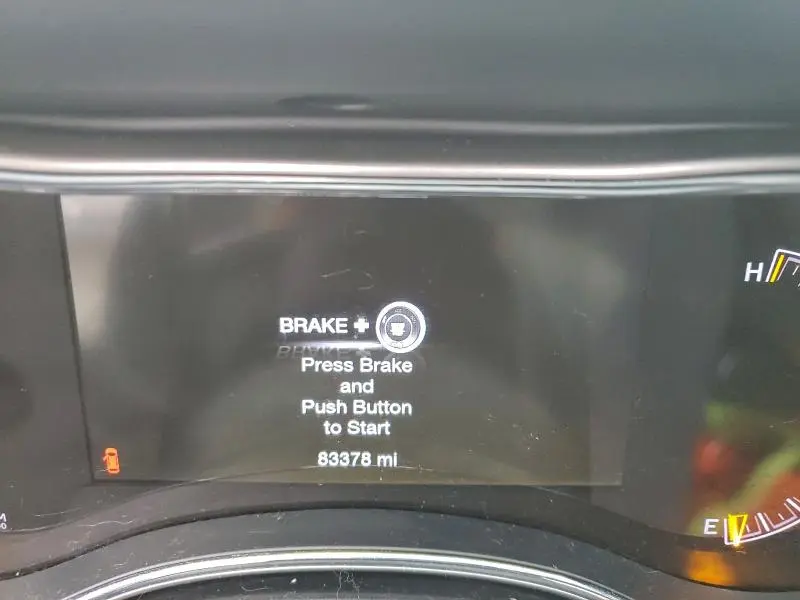 H
BRAKE +
Press Brake
and
Push Button
to Start
83378 mi
E